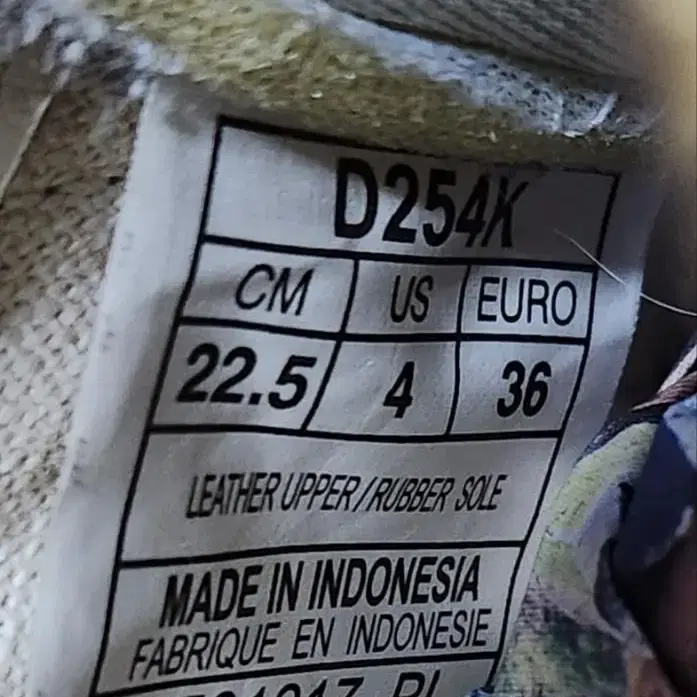 D254K
CM US EURO
22.5 4 36
LEATHER UPPER/RUBBER SOLE
MADE IN INDONESIA
FABRIQUE EN INDONESIE